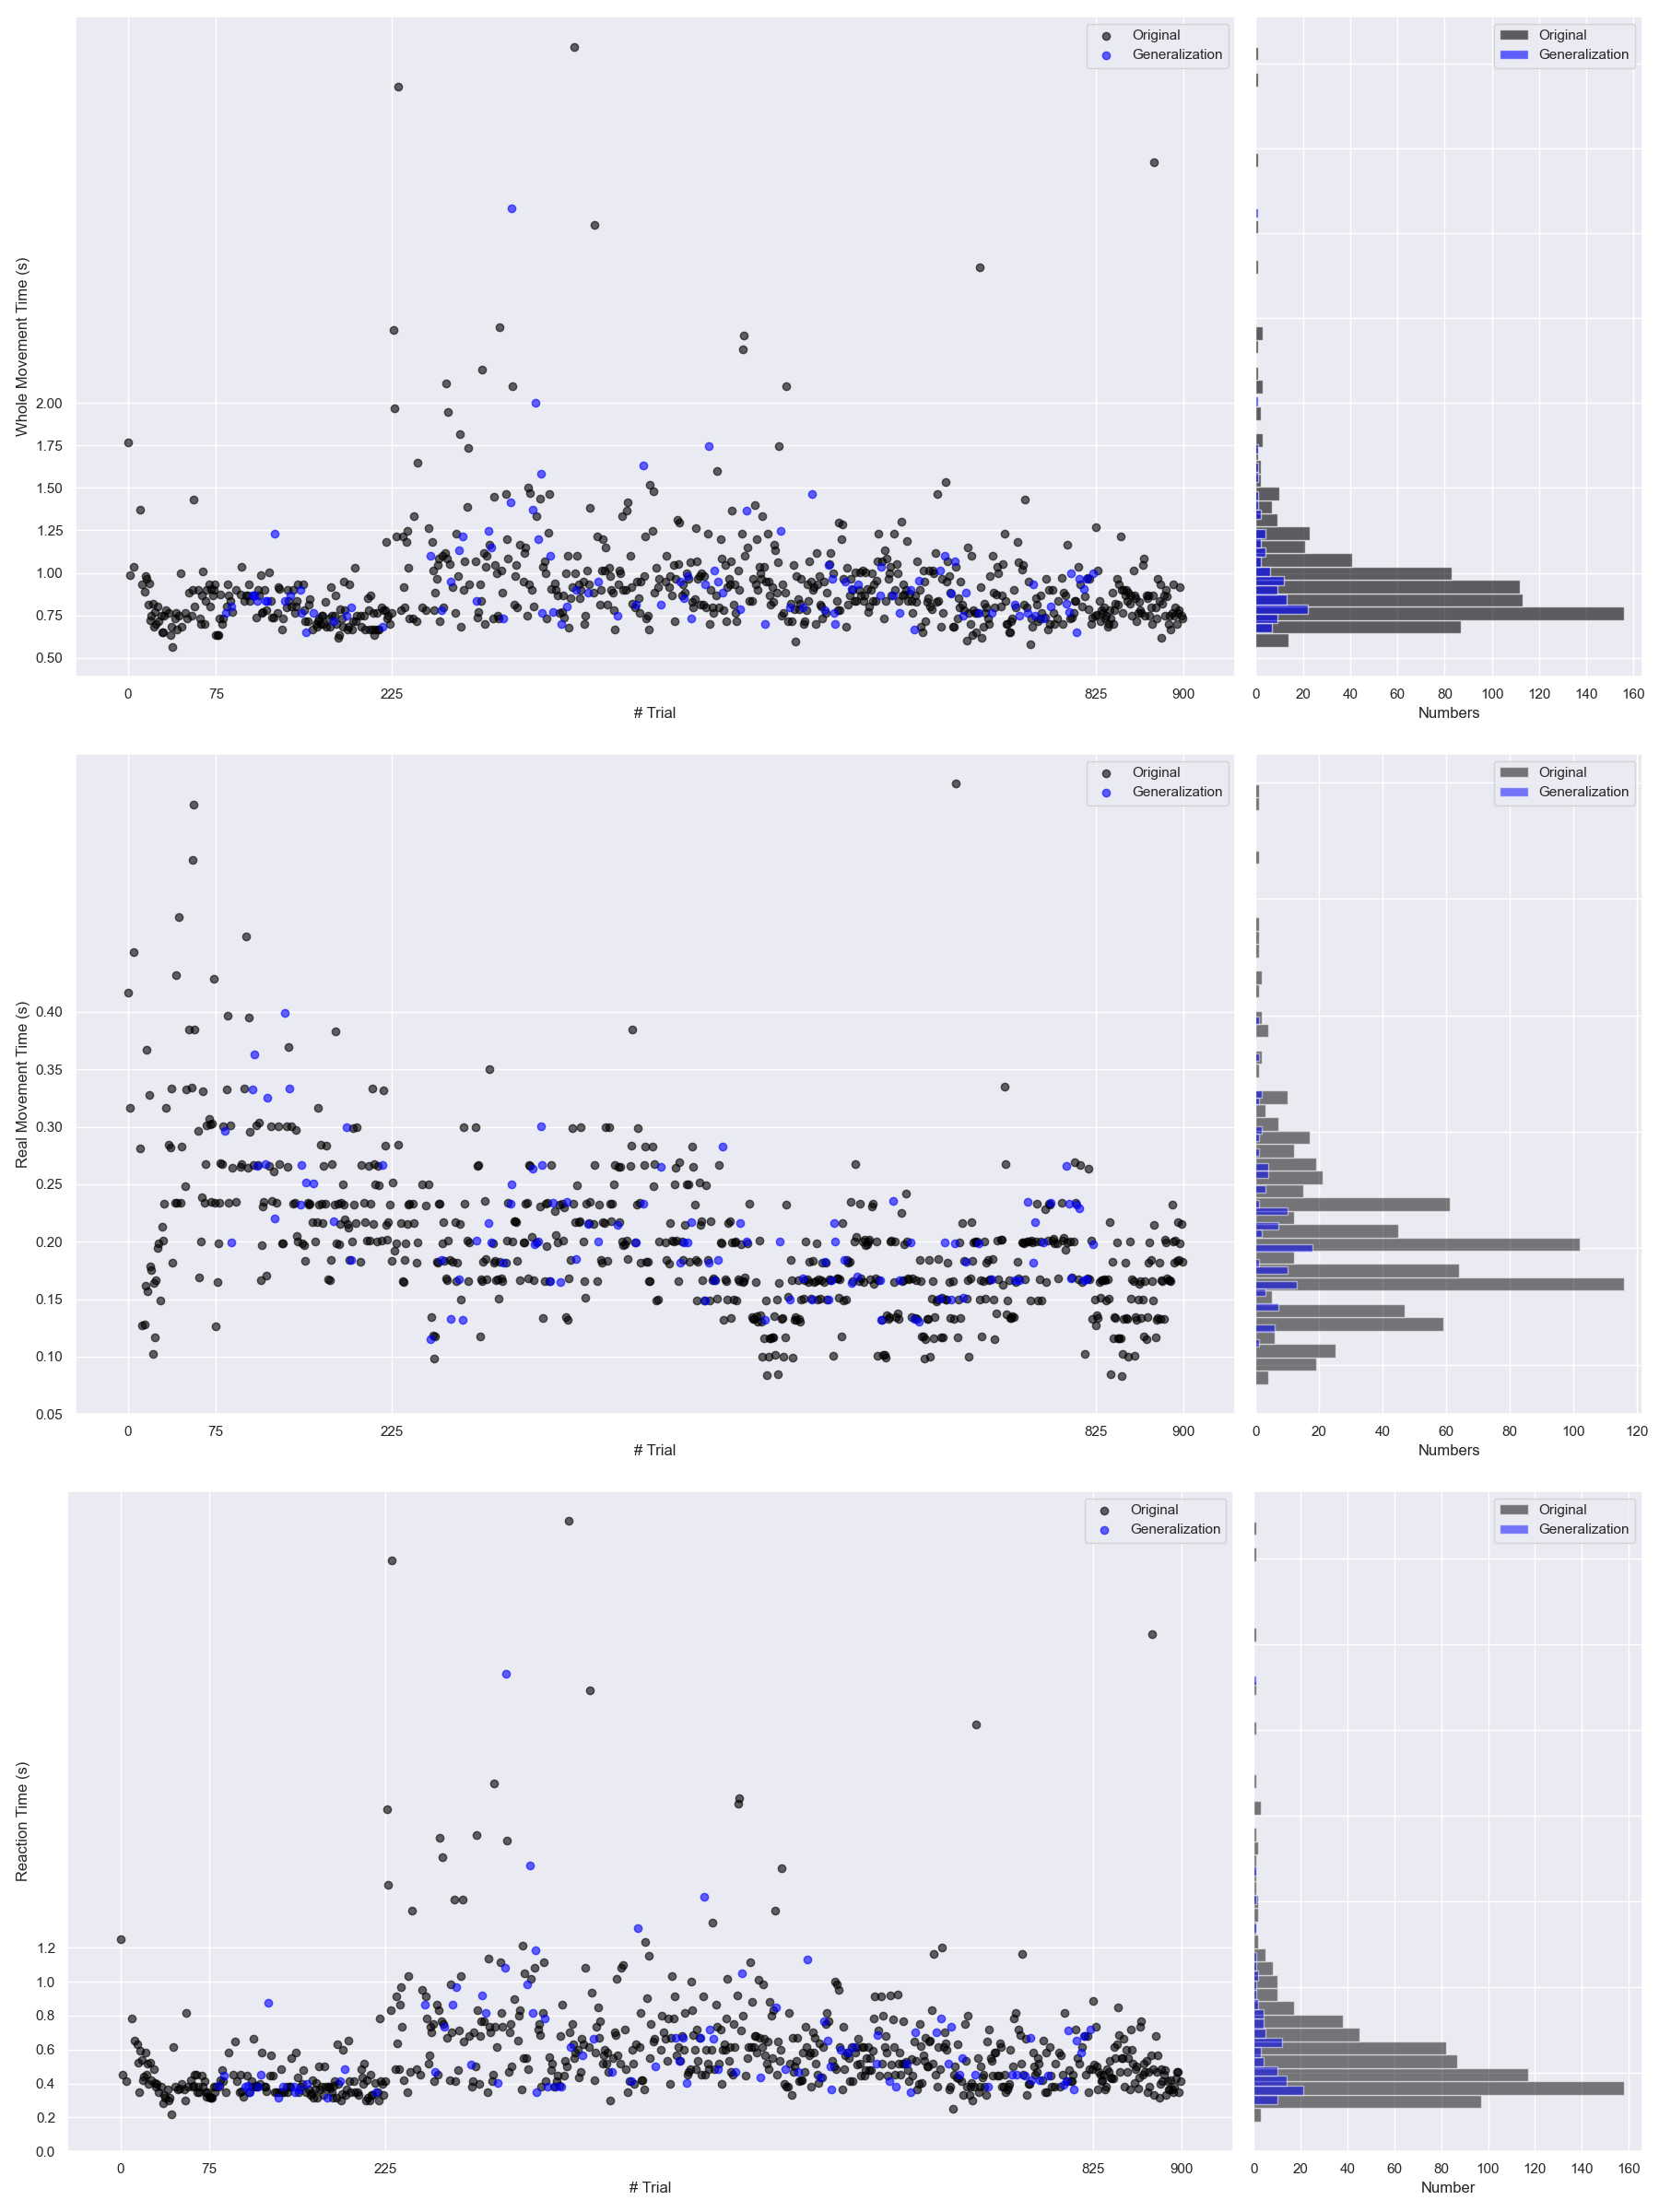 Original
Generalization
Original
Generalization
Whole Movement Time (s)
2.00
1.75
1.50
1.25
1.00
0.75
0.50
0 75 225 825 900
# Trial
0 20 40 60 80 100 120 140 160
Numbers
Original
Generalization
Original
Generalization
Real Movement Time (s)
0.40
0.35
0.30
0.25
0.20
0.15
0.10
0.05
0 75 225 825 900
# Trial
0 20 40 60 80 100 120
Numbers
Original
Generalization
Original
Generalization
Reaction Time (s)
1.2
1.0
0.8
0.6
0.4
0.2
0.0
0 75 225 825 900
# Trial
0 20 40 60 80 100 120 140 160
Number